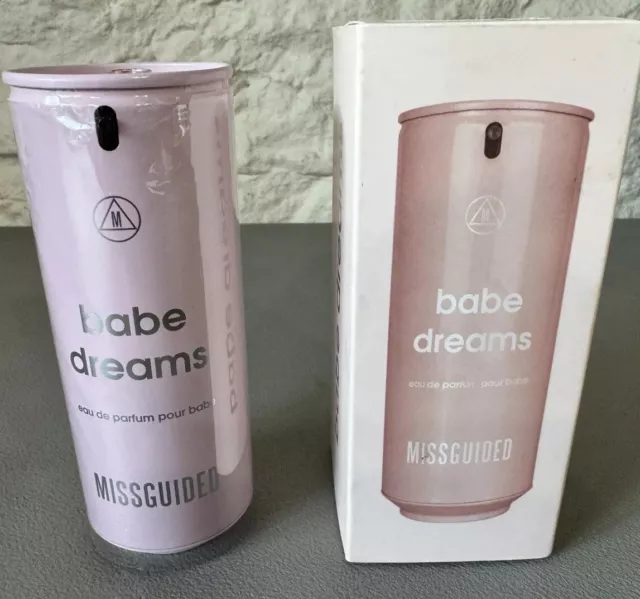 M
babe
dreams
eau de parfum pour babe
MISSGUIDED
M
babe
dreams
eau de parfum pour babe
MISSGUIDED